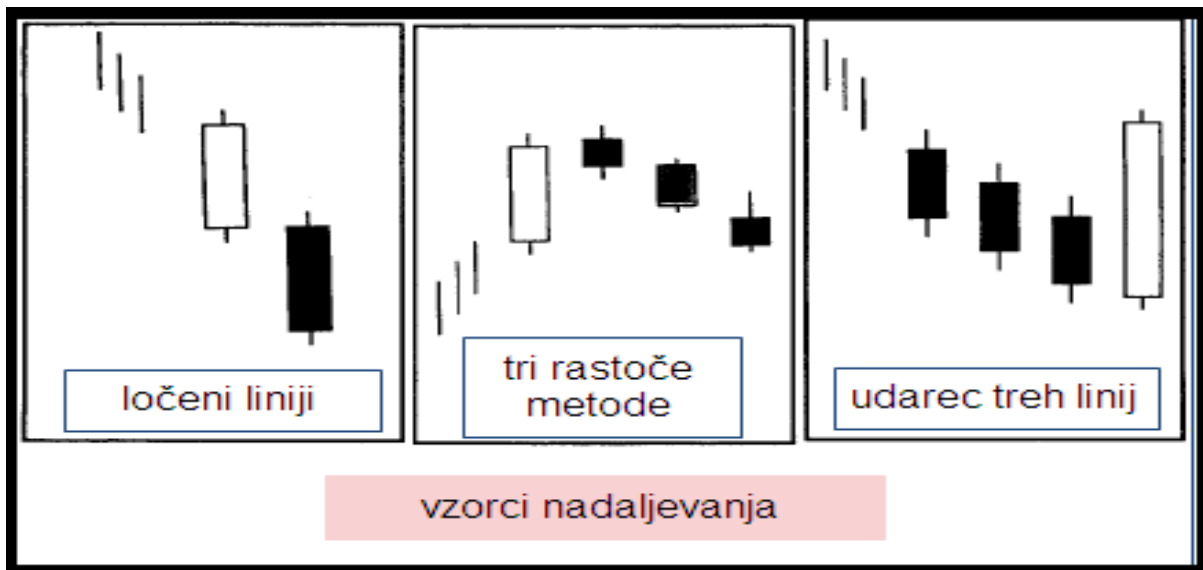 ločeni liniji
tri rastoče
metode
udarec treh linij
vzorci nadaljevanja